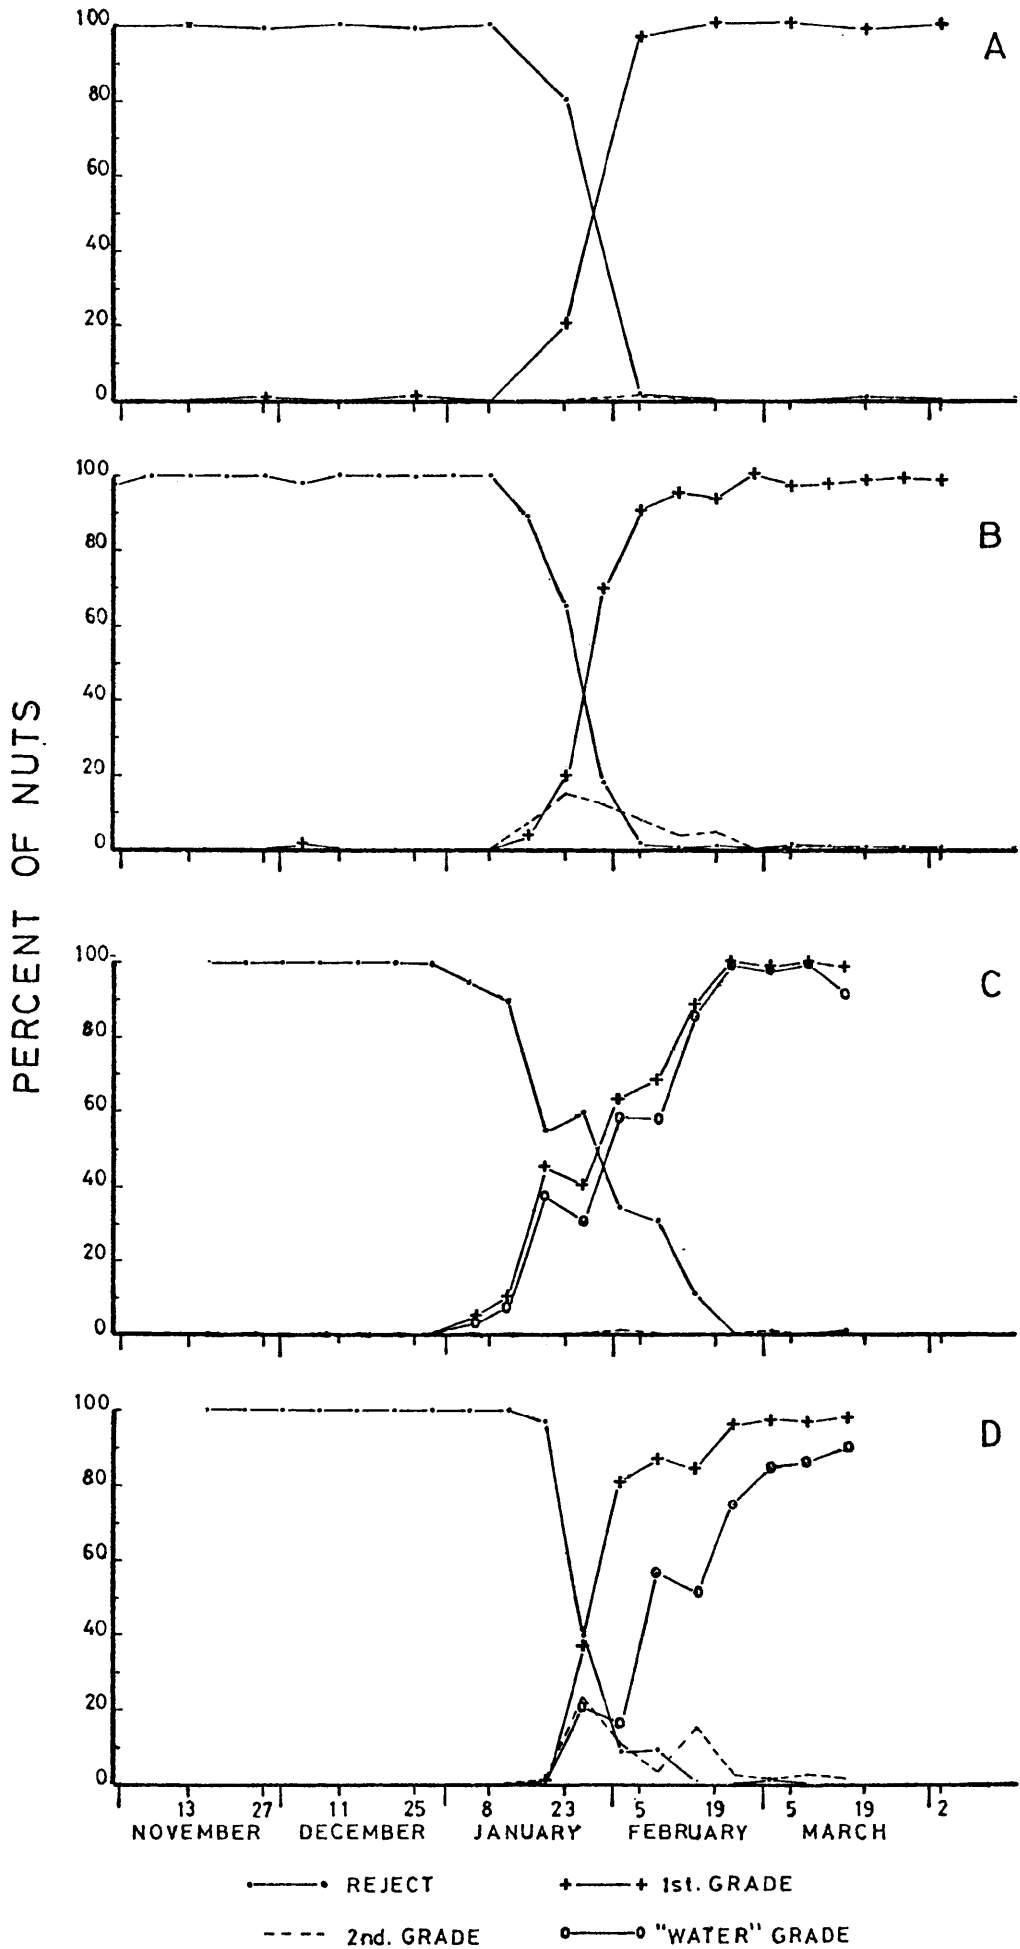 100
80
60
40
20
0
A
100
80
60
40
20
0
B
PERCENT OF NUTS
100
80
60
40
20
0
C
100
80
60
40
20
0
D
13 27 11 25 8 23 5 19 5 19 2
NOVEMBER DECEMBER JANUARY FEBRUARY MARCH
REJECT 1st. GRADE
2nd. GRADE "WATER" GRADE